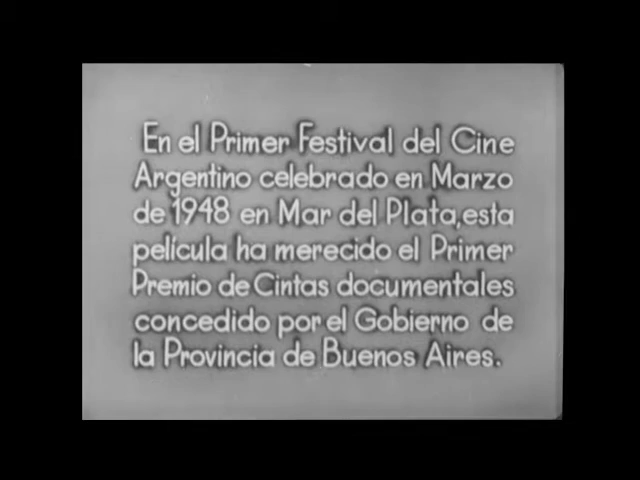 En el Primer Festival del Cine
Argentino celebrado en Marzo
de 1948 en Mar del Plata,esta
película ha merecido el Primer
Premio de Cintas documentales
concedido por el Gobierno de
la Provincia de Buenos Aires.